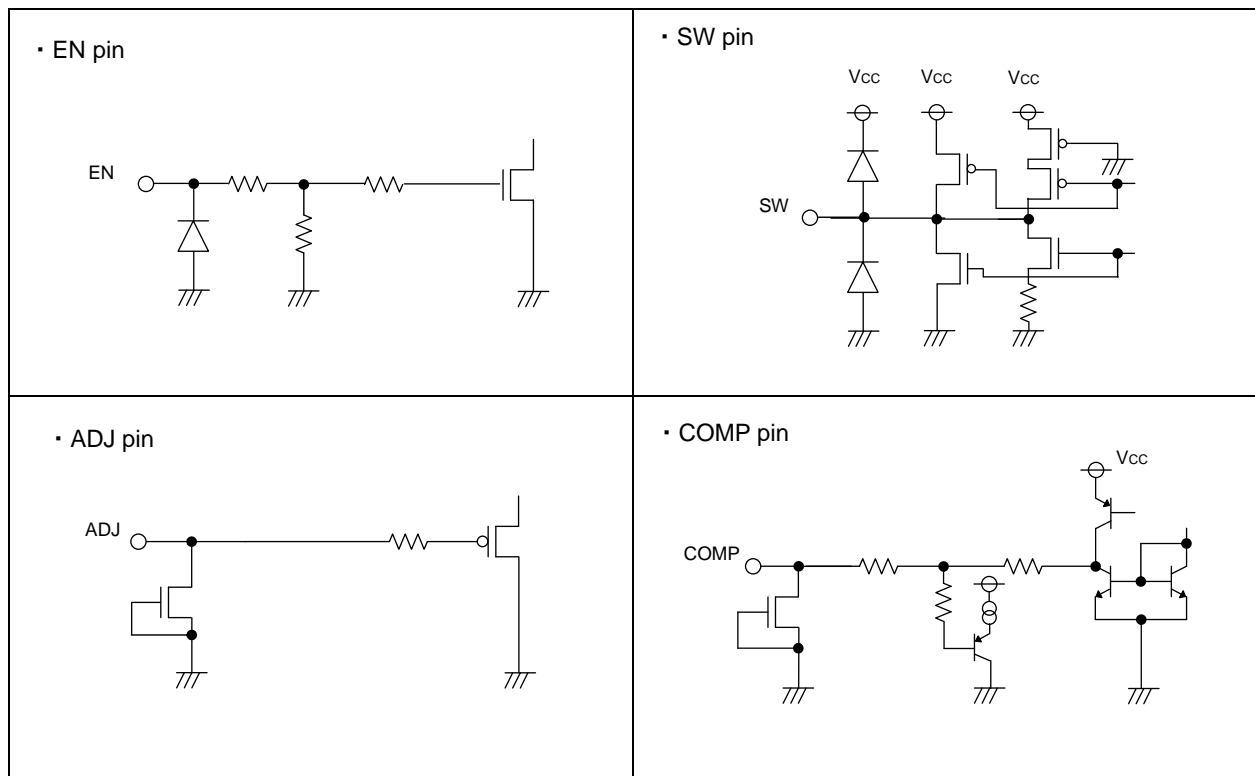 ・EN pin
EN
・SW pin
VCC VCC VCC
SW
・ADJ pin
ADJ
・COMP pin
VCC
COMP